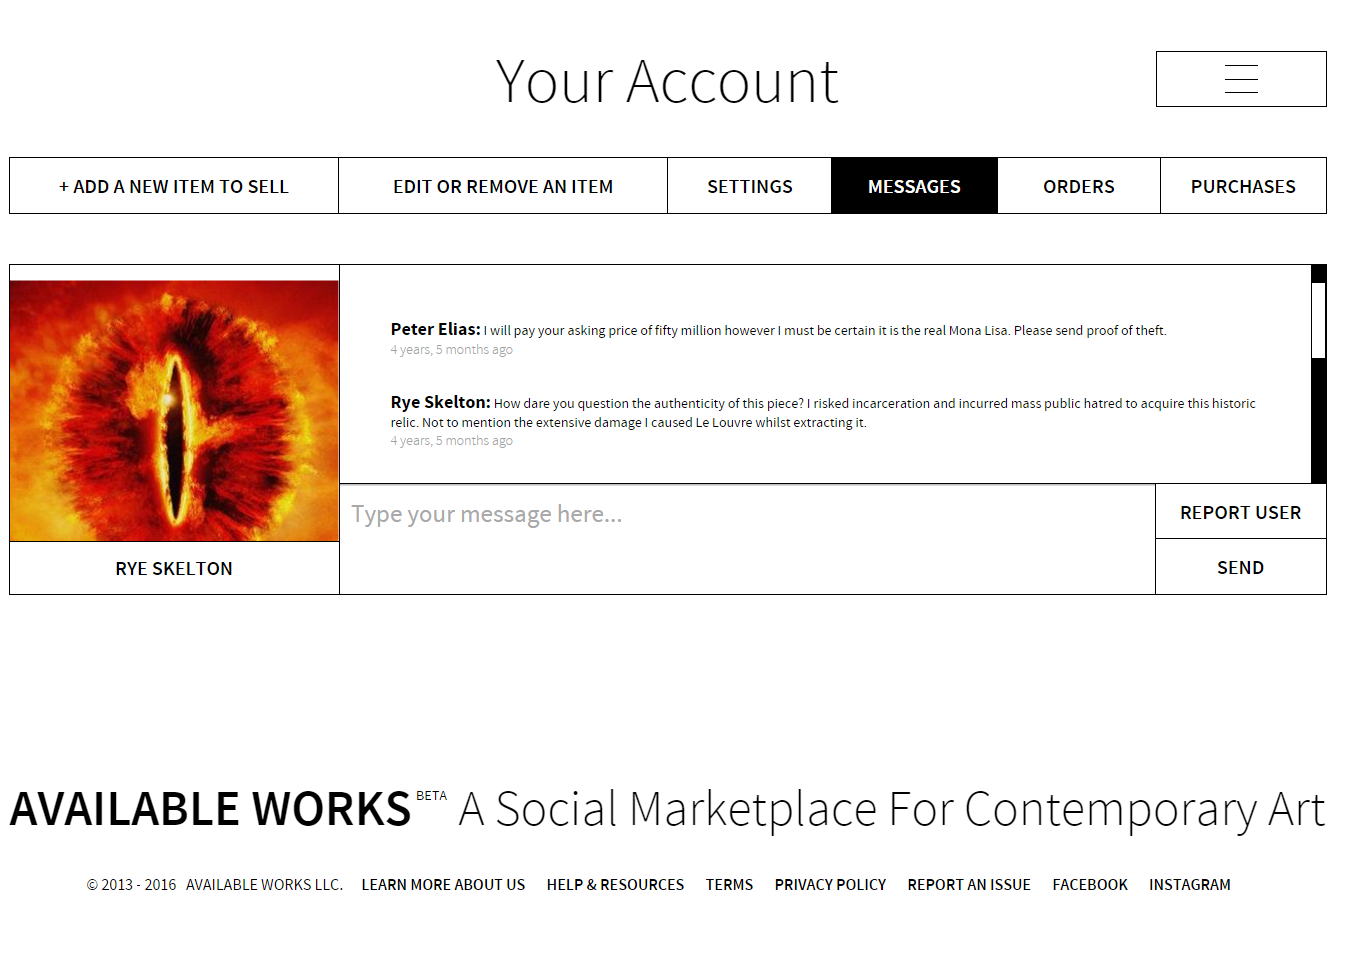 Your Account
+ ADD A NEW ITEM TO SELL
EDIT OR REMOVE AN ITEM
SETTINGS
MESSAGES
ORDERS
PURCHASES
Peter Elias: I will pay your asking price of fifty million however I must be certain it is the real Mona Lisa. Please send proof of theft.
4 years, 5 months ago
Rye Skelton: How dare you question the authenticity of this piece? I risked incarceration and incurred mass public hatred to acquire this historic
relic. Not to mention the extensive damage I caused Le Louvre whilst extracting it.
4 years, 5 months ago
Type your message here...
REPORT USER
SEND
RYE SKELTON
AVAILABLE WORKS BETA A Social Marketplace For Contemporary Art
© 2013 - 2016 AVAILABLE WORKS LLC. LEARN MORE ABOUT US HELP & RESOURCES TERMS PRIVACY POLICY REPORT AN ISSUE FACEBOOK INSTAGRAM